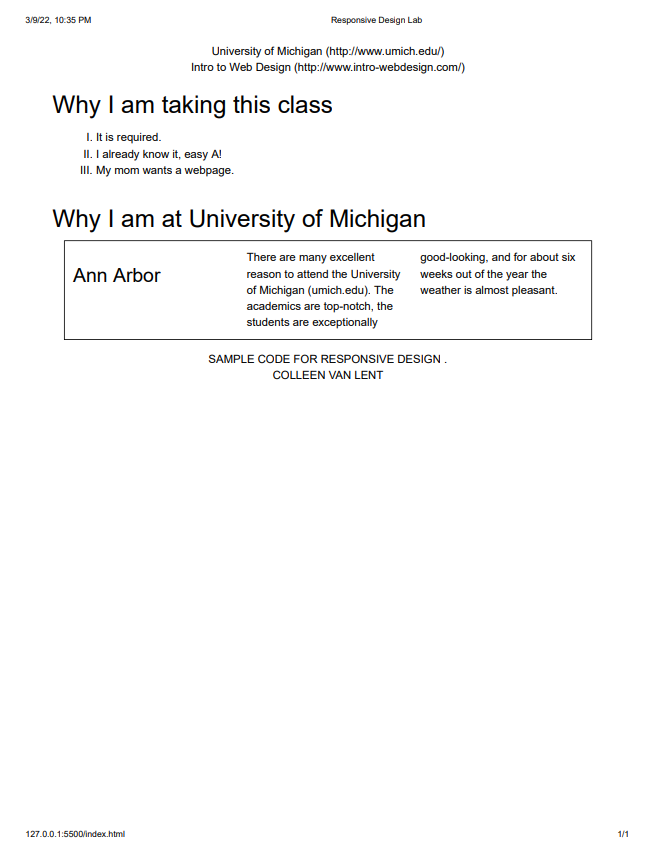 3/9/22, 10:35 PM
Responsive Design Lab
University of Michigan (http://www.umich.edu/)
Intro to Web Design (http://www.intro-webdesign.com/)
Why I am taking this class
I. It is required.
II. I already know it, easy A!
III. My mom wants a webpage.
Why I am at University of Michigan
Ann Arbor
There are many excellent
reason to attend the University
of Michigan (umich.edu). The
academics are top-notch, the
students are exceptionally
good-looking, and for about six
weeks out of the year the
weather is almost pleasant.
SAMPLE CODE FOR RESPONSIVE DESIGN .
COLLEEN VAN LENT
127.0.0.1:5500/index.html
1/1